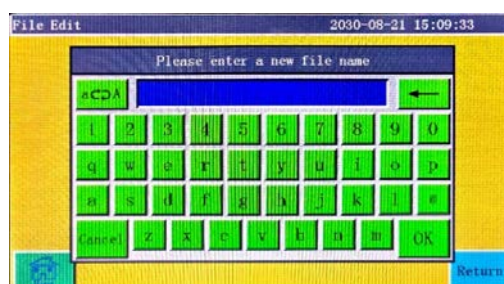 File Edit 2030-08-21 15:09:33
Please enter a new file name
a⊂⊃A ←
1 2 3 4 5 6 7 8 9 0
q w e r t y u i o p
a s d f g h j k l
Cancel z x c v b n m OK
Return